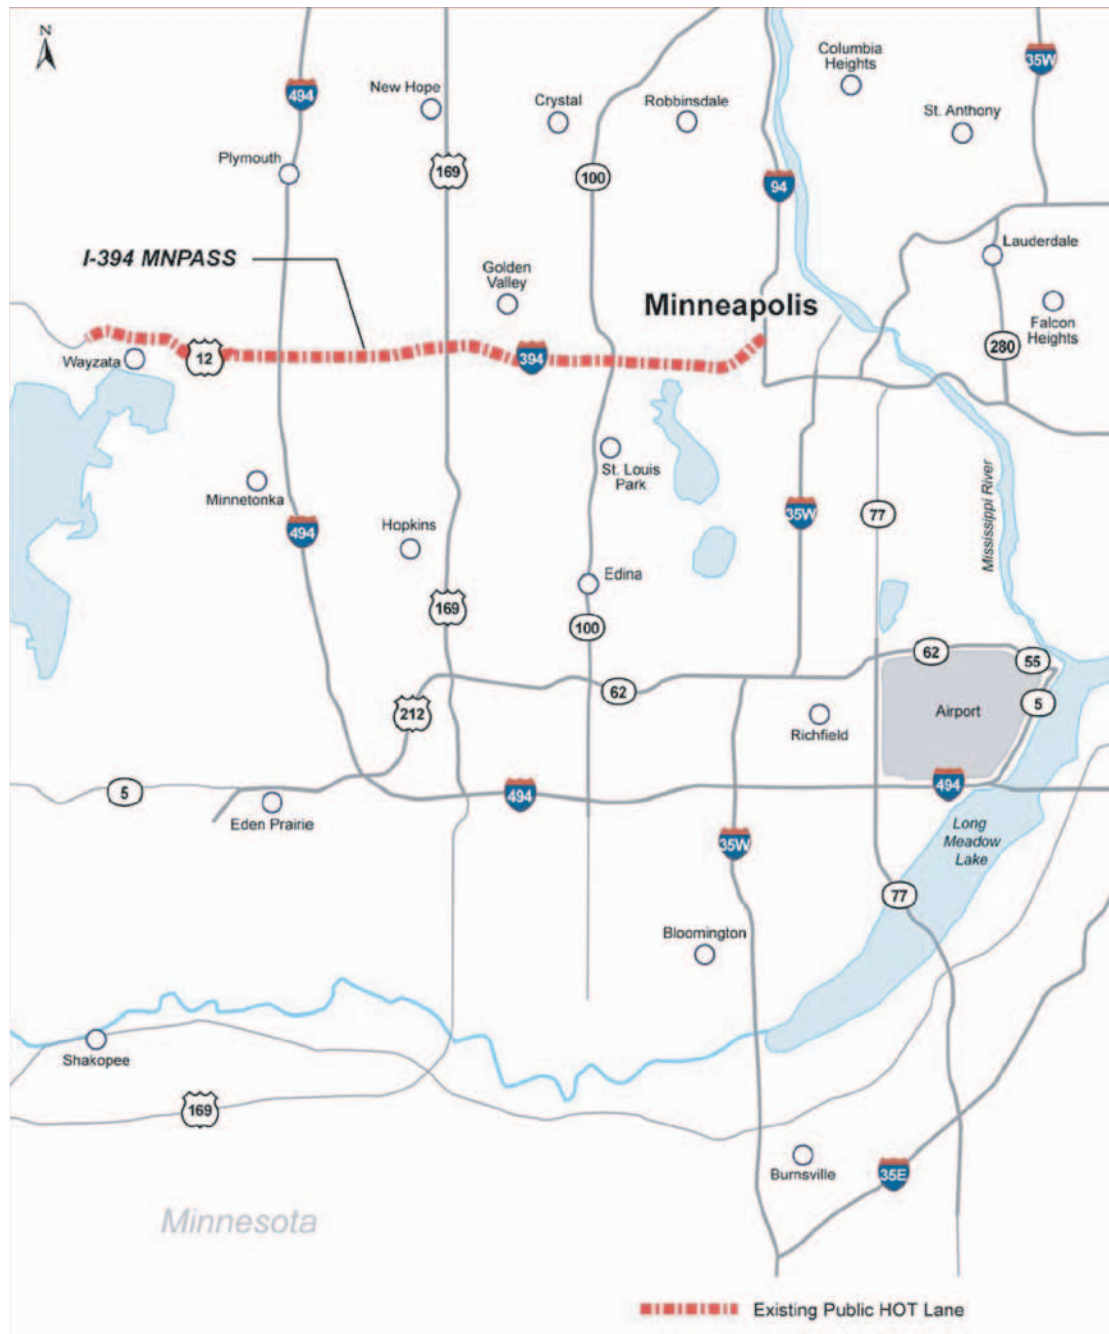 N
Columbia
Heights
35W
494
New Hope
Crystal
Robbinsdale
St. Anthony
Plymouth
169
100
94
I-394 MNPASS
Golden
Valley
Lauderdale
Minneapolis
Falcon
Heights
Wayzata
12
394
280
St. Louis
Park
Minnetonka
494
Hopkins
35W
77
Mississippi River
Edina
169
100
62
55
62
5
212
Airport
Richfield
5
494
494
Eden Prairie
35W
Long
Meadow
Lake
77
Bloomington
Shakopee
169
Burnsville
35E
Minnesota
Existing Public HOT Lane